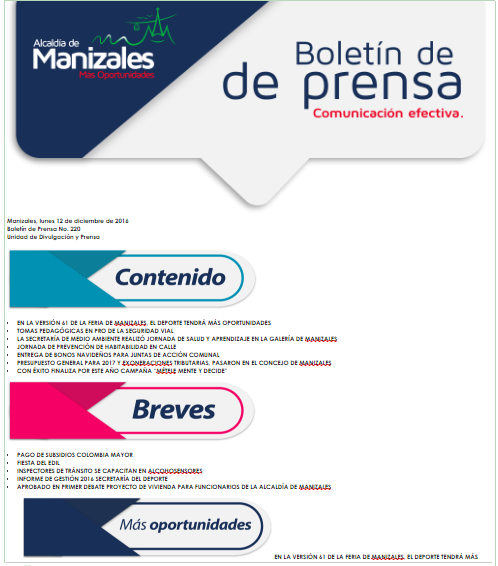 Alcaldía de
Manizales
Más Oportunidades
Boletín de
de prensa
Comunicación efectiva.
Manizales, lunes 12 de diciembre de 2016
Boletín de Prensa No. 220
Unidad de Divulgación y Prensa
Contenido
• EN LA VERSIÓN 61 DE LA FERIA DE MANIZALES, EL DEPORTE TENDRÁ MÁS OPORTUNIDADES
• TOMAS PEDAGÓGICAS EN PRO DE LA SEGURIDAD VIAL
• LA SECRETARÍA DE MEDIO AMBIENTE REALIZÓ JORNADA DE SALUD Y APRENDIZAJE EN LA GALERÍA DE MANIZALES
JORNADA DE PREVENCIÓN DE HABITABILIDAD EN CALLE
• ENTREGA DE BONOS NAVIDEÑOS PARA JUNTAS DE ACCIÓN COMUNAL
• PRESUPUESTO GENERAL PARA 2017 Y EXONERACIONES TRIBUTARIAS, PASARON EN EL CONCEJO DE MANIZALES
• CON ÉXITO FINALIZA POR ESTE AÑO CAMPAÑA "MÉTELE MENTE Y DECIDE"
Breves
• PAGO DE SUBSIDIOS COLOMBIA MAYOR
• FIESTA DEL EDIL
• INSPECTORES DE TRÁNSITO SE CAPACITAN EN ALCOHOSENSORES
• INFORME DE GESTIÓN 2016 SECRETARÍA DEL DEPORTE
• APROBADO EN PRIMER DEBATE PROYECTO DE VIVIENDA PARA FUNCIONARIOS DE LA ALCALDÍA DE MANIZALES
Más oportunidades
EN LA VERSIÓN 61 DE LA FERIA DE MANIZALES, EL DEPORTE TENDRÁ MÁS